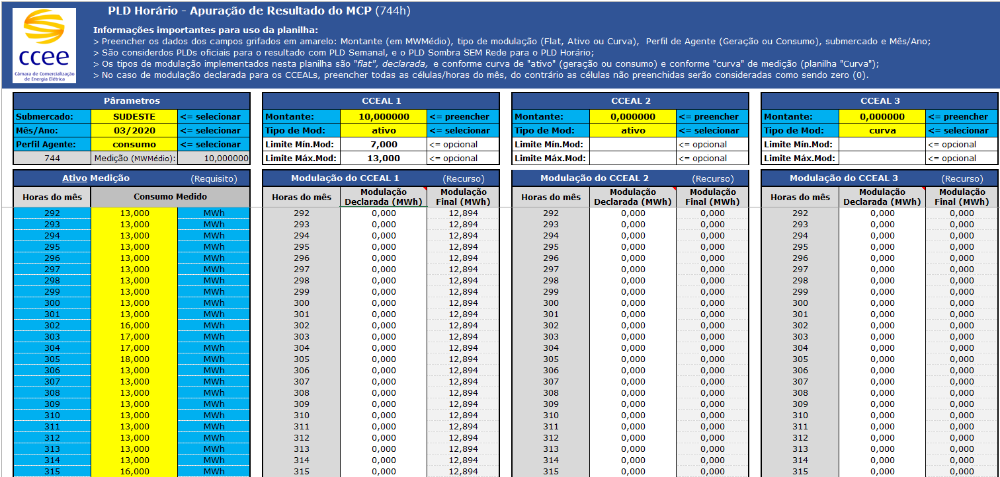 PLD Horário - Apuração de Resultado do MCP (744h)
Informações importantes para uso da planilha:
> Preencher os dados dos campos grifados em amarelo: Montante (em MWMédio), tipo de modulação (Flat, Ativo ou Curva), Perfil de Agente (Geração ou Consumo), submercado e Mês/Ano;
> São considerdos PLDs oficiais para o resultado com PLD Semanal, e o PLD Sombra SEM Rede para o PLD Horário;
> Os tipos de modulação implementados nesta planilha são "flat", declarada, e conforme curva de "ativo" (geração ou consumo) e conforme "curva" de medição (planilha "Curva");
> No caso de modulação declarada para os CCEALs, preencher todas as células/horas do mês, do contrário as células não preenchidas serão consideradas como sendo zero (0).
ccee
Câmara de Comercialização
de Energia Elétrica
Pârametros CCEAL 1 CCEAL 2 CCEAL 3
Submercado: SUDESTE <= selecionar Montante: 10,000000 <= preencher Montante: 0,000000 <= preencher Montante: 0,000000 <= preencher
Mês/Ano: 03/2020 <= selecionar Tipo de Mod: ativo <= selecionar Tipo de Mod: ativo <= selecionar Tipo de Mod: curva <= selecionar
Perfil Agente: consumo <= selecionar Limite Mín.Mod: 7,000 <= opcional Limite Mín.Mod: <= opcional Limite Mín.Mod: <= opcional
744 Medição (MWMédio): 10,000000 Limite Máx.Mod: 13,000 <= opcional Limite Máx.Mod: <= opcional Limite Máx.Mod: <= opcional
Ativo Medição (Requisito) Modulação do CCEAL 1 (Recurso) Modulação do CCEAL 2 (Recurso) Modulação do CCEAL 3 (Recurso)
Horas do mês Consumo Medido Horas do mês Modulação Declarada (MWh) Modulação Final (MWh) Horas do mês Modulação Declarada (MWh) Modulação Final (MWh) Horas do mês Modulação Declarada (MWh) Modulação Final (MWh)
292 13,000 MWh 292 0,000 12,894 292 0,000 0,000 292 0,000 0,000
293 13,000 MWh 293 0,000 12,894 293 0,000 0,000 293 0,000 0,000
294 13,000 MWh 294 0,000 12,894 294 0,000 0,000 294 0,000 0,000
295 13,000 MWh 295 0,000 12,894 295 0,000 0,000 295 0,000 0,000
296 13,000 MWh 296 0,000 12,894 296 0,000 0,000 296 0,000 0,000
297 13,000 MWh 297 0,000 12,894 297 0,000 0,000 297 0,000 0,000
298 13,000 MWh 298 0,000 12,894 298 0,000 0,000 298 0,000 0,000
299 13,000 MWh 299 0,000 12,894 299 0,000 0,000 299 0,000 0,000
300 13,000 MWh 300 0,000 12,894 300 0,000 0,000 300 0,000 0,000
301 13,000 MWh 301 0,000 12,894 301 0,000 0,000 301 0,000 0,000
302 16,000 MWh 302 0,000 12,894 302 0,000 0,000 302 0,000 0,000
303 17,000 MWh 303 0,000 12,894 303 0,000 0,000 303 0,000 0,000
304 17,000 MWh 304 0,000 12,894 304 0,000 0,000 304 0,000 0,000
305 18,000 MWh 305 0,000 12,894 305 0,000 0,000 305 0,000 0,000
306 13,000 MWh 306 0,000 12,894 306 0,000 0,000 306 0,000 0,000
307 13,000 MWh 307 0,000 12,894 307 0,000 0,000 307 0,000 0,000
308 13,000 MWh 308 0,000 12,894 308 0,000 0,000 308 0,000 0,000
309 13,000 MWh 309 0,000 12,894 309 0,000 0,000 309 0,000 0,000
310 13,000 MWh 310 0,000 12,894 310 0,000 0,000 310 0,000 0,000
311 13,000 MWh 311 0,000 12,894 311 0,000 0,000 311 0,000 0,000
312 13,000 MWh 312 0,000 12,894 312 0,000 0,000 312 0,000 0,000
313 13,000 MWh 313 0,000 12,894 313 0,000 0,000 313 0,000 0,000
314 13,000 MWh 314 0,000 12,894 314 0,000 0,000 314 0,000 0,000
315 16,000 MWh 315 0,000 12,894 315 0,000 0,000 315 0,000 0,000